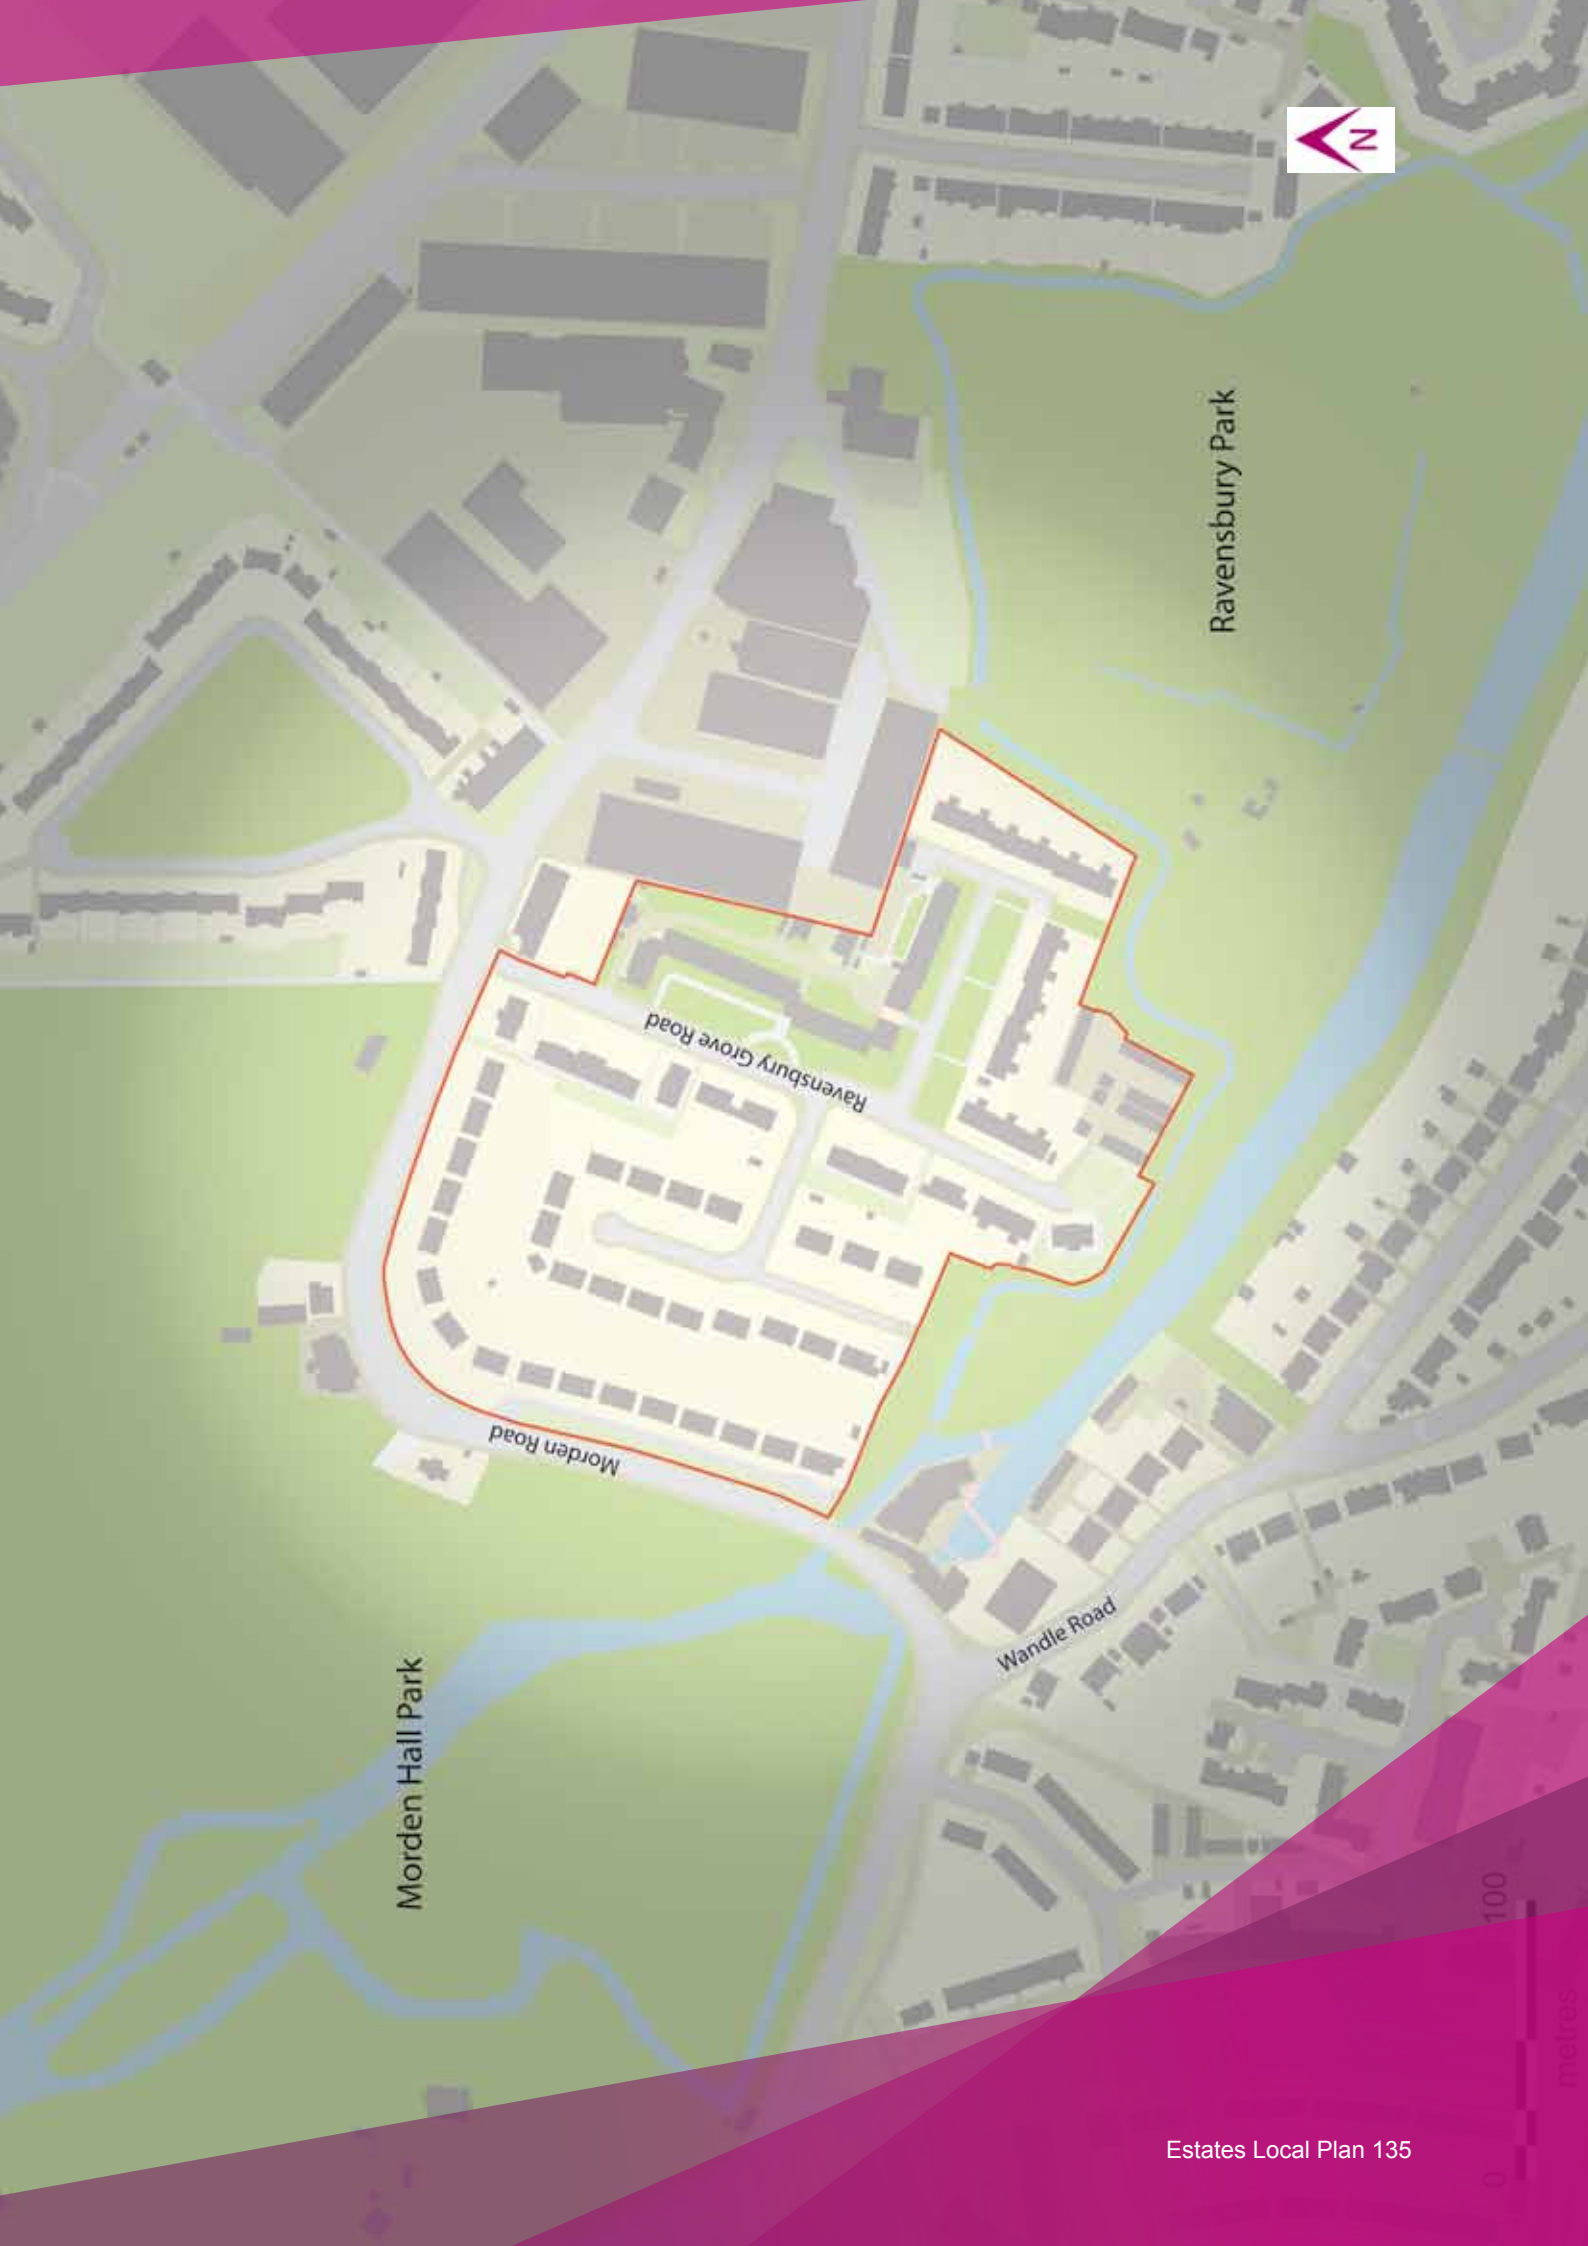 N
Ravensbury Park
Ravensbury Grove Road
Morden Road
Morden Hall Park
Wandle Road
100
metres
0
Estates Local Plan 135